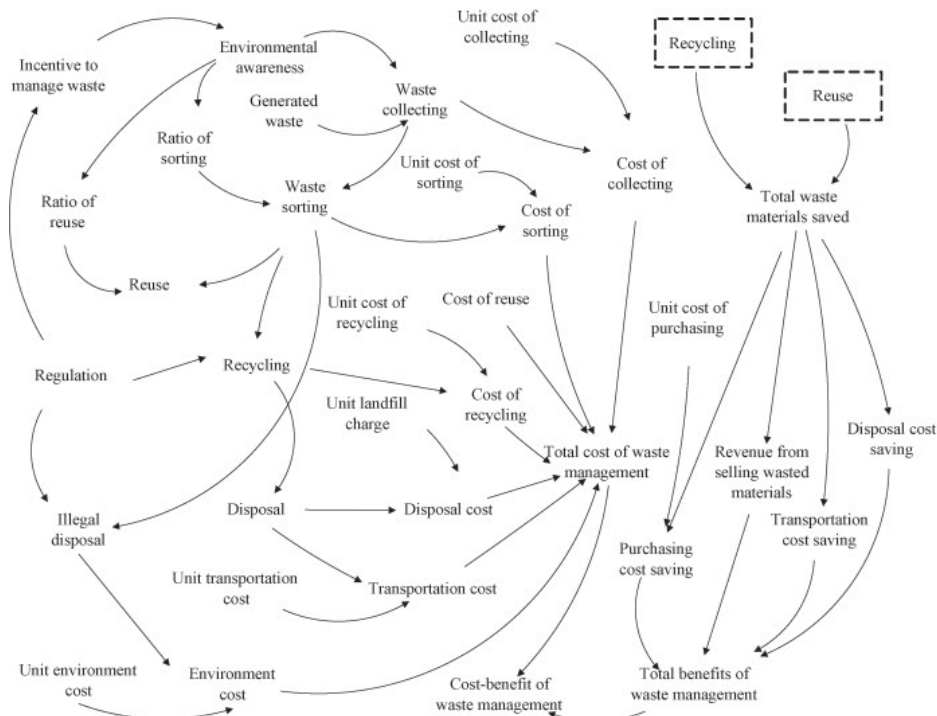 Unit cost of
collecting
Recycling
Environmental
awareness
Incentive to
manage waste
Reuse
Waste
collecting
Generated
waste
Ratio of
sorting
Unit cost of
sorting
Cost of
collecting
Waste
sorting
Ratio of
reuse
Cost of
sorting
Total waste
materials saved
Reuse
Unit cost of
recycling
Cost of reuse
Unit cost of
purchasing
Regulation
Recycling
Cost of
recycling
Unit landfill
charge
Total cost of waste
management
Revenue from
selling wasted
materials
Disposal cost
saving
Illegal
disposal
Disposal
Disposal cost
Transportation
cost saving
Purchasing
cost saving
Unit transportation
cost
Transportation cost
Unit environment
cost
Environment
cost
Cost-benefit of
waste management
Total benefits of
waste management